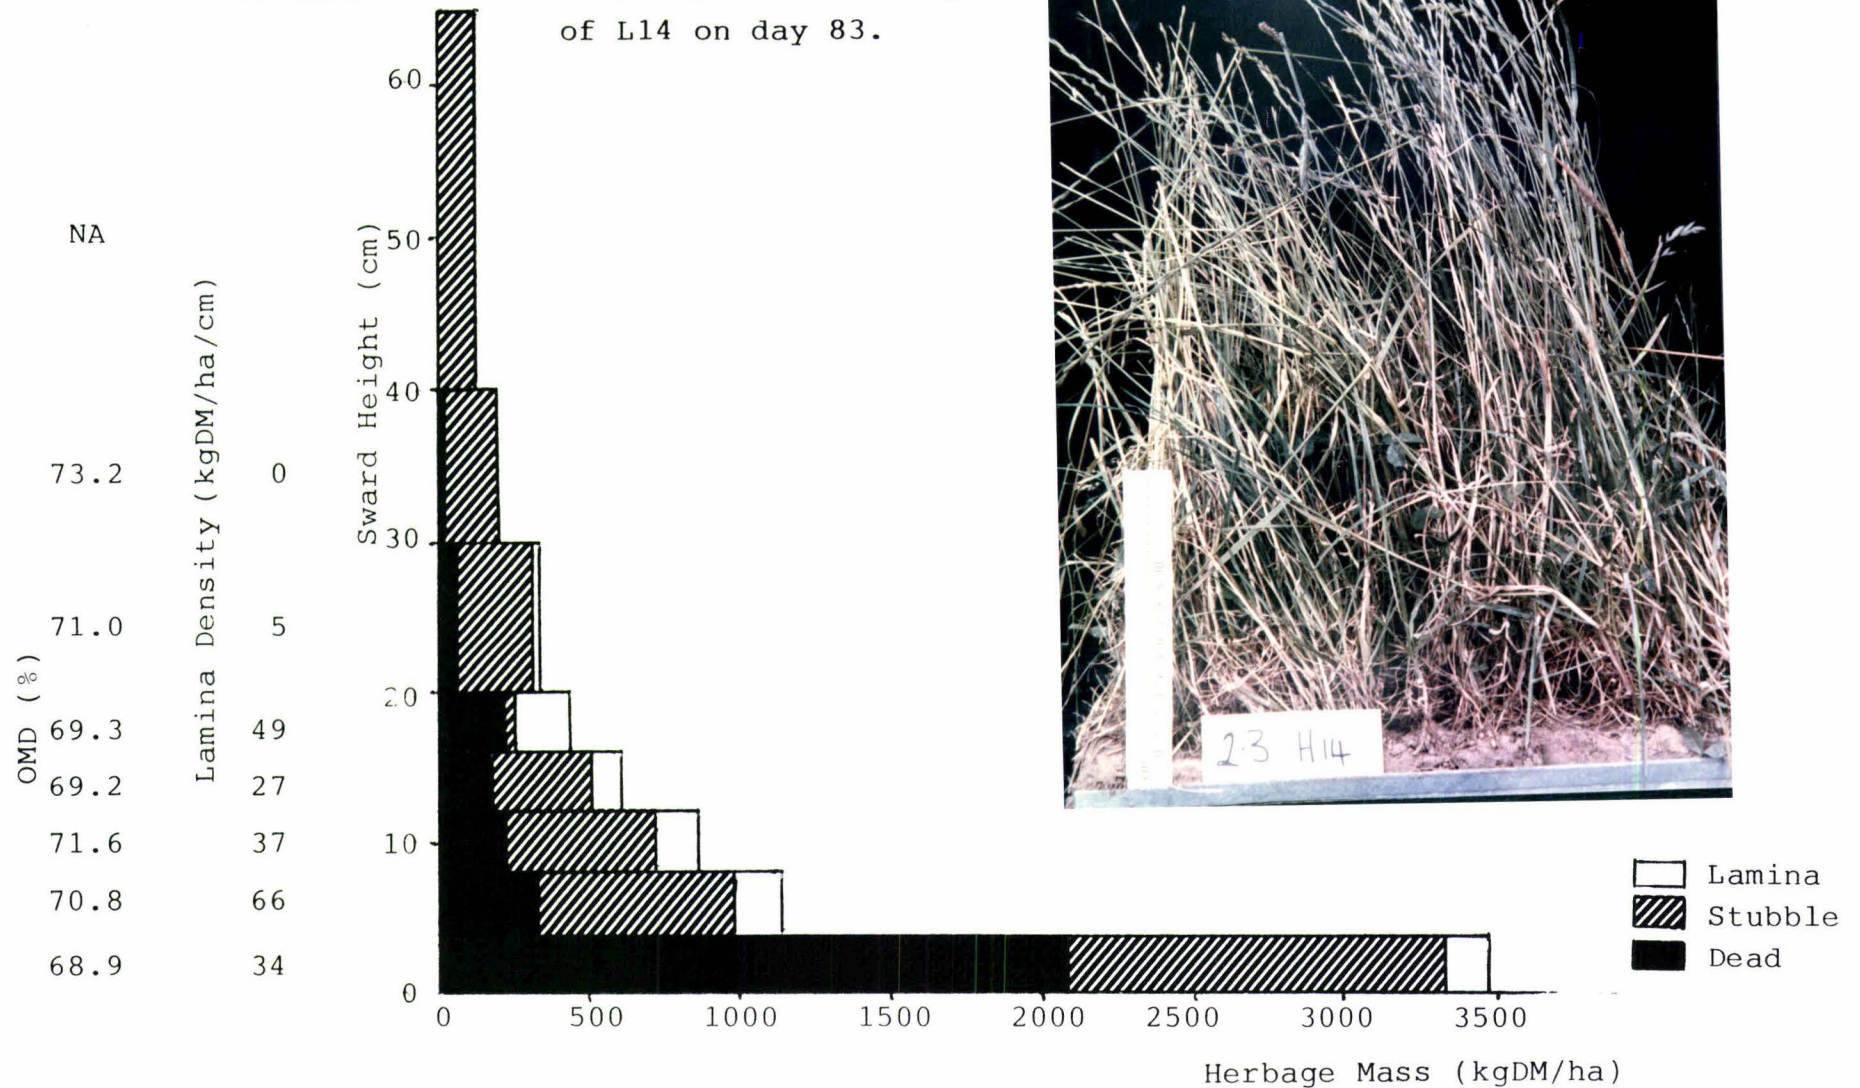 of L14 on day 83.
OMD (%)
NA
73.2
71.0
69.3
69.2
71.6
70.8
68.9
Lamina Density (kgDM/ha/cm)
0
5
49
27
37
66
34
Sward Height (cm)
60
50
40
30
20
10
0
0 500 1000 1500 2000 2500 3000 3500
Herbage Mass (kgDM/ha)
2.3 H14
Lamina
Stubble
Dead